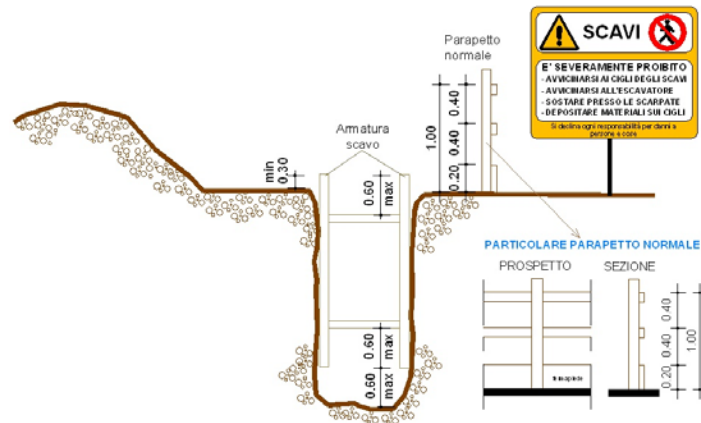 SCAVI
E' SEVERAMENTE PROIBITO
- AVVICINARSI AI CIGLI DEGLI SCAVI
- AVVICINARSI ALL'ESCAVATORE
- SOSTARE PRESSO LE SCARPATE
- DEPOSITARE MATERIALI SUI CIGLI
Si declina ogni responsabilità per danni a
persone e cose
Parapetto
normale
0.40
0.40
0.20
1.00
Armatura
scavo
min
0.30
0.60
max
0.60
max
0.60
max
PARTICOLARE PARAPETTO NORMALE
PROSPETTO
SEZIONE
0.40
0.40
0.20
1.00